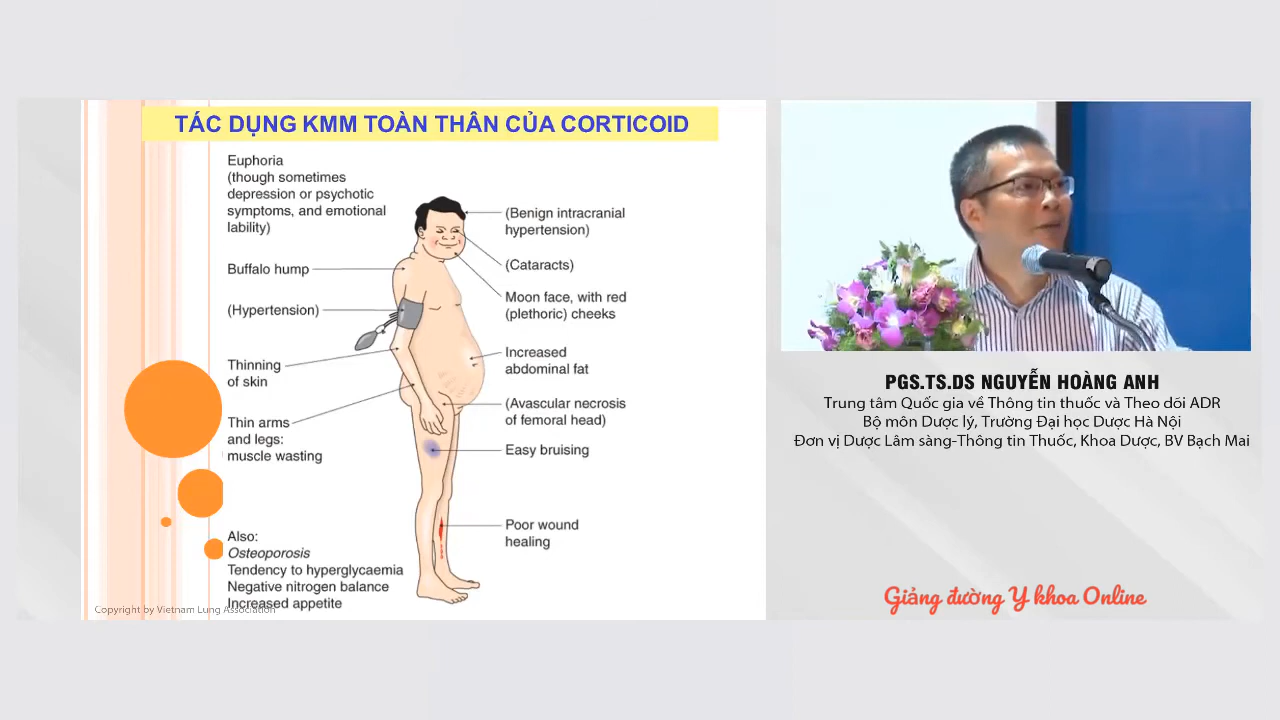 TÁC DỤNG KMM TOÀN THÂN CỦA CORTICOID
Euphoria
(though sometimes
depression or psychotic
symptoms, and emotional
lability)
Buffalo hump
(Hypertension)
Thinning
of skin
Thin arms
and legs:
muscle wasting
Also:
Osteoporosis
Tendency to hyperglycaemia
Negative nitrogen balance
Increased appetite
Copyright by Vietnam Lung Association
(Benign intracranial
hypertension)
(Cataracts)
Moon face, with red
(plethoric) cheeks
Increased
abdominal fat
(Avascular necrosis
of femoral head)
Easy bruising
Poor wound
healing
PGS.TS.DS NGUYỄN HOÀNG ANH
Trung tâm Quốc gia về Thông tin thuốc và Theo dõi ADR
Bộ môn Dược lý, Trường Đại học Dược Hà Nội
Đơn vị Dược Lâm sàng-Thông tin Thuốc, Khoa Dược, BV Bạch Mai
Giảng đường Y khoa Online